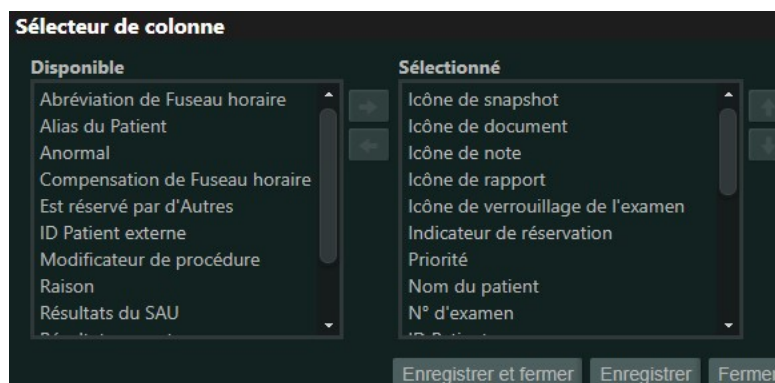 Sélecteur de colonne
Disponible
Abréviation de Fuseau horaire
Alias du Patient
Anormal
Compensation de Fuseau horaire
Est réservé par d'Autres
ID Patient externe
Modificateur de procédure
Raison
Résultats du SAU
Sélectionné
Icône de snapshot
Icône de document
Icône de note
Icône de rapport
Icône de verrouillage de l'examen
Indicateur de réservation
Priorité
Nom du patient
N° d'examen
Enregistrer et fermer
Enregistrer
Fermer